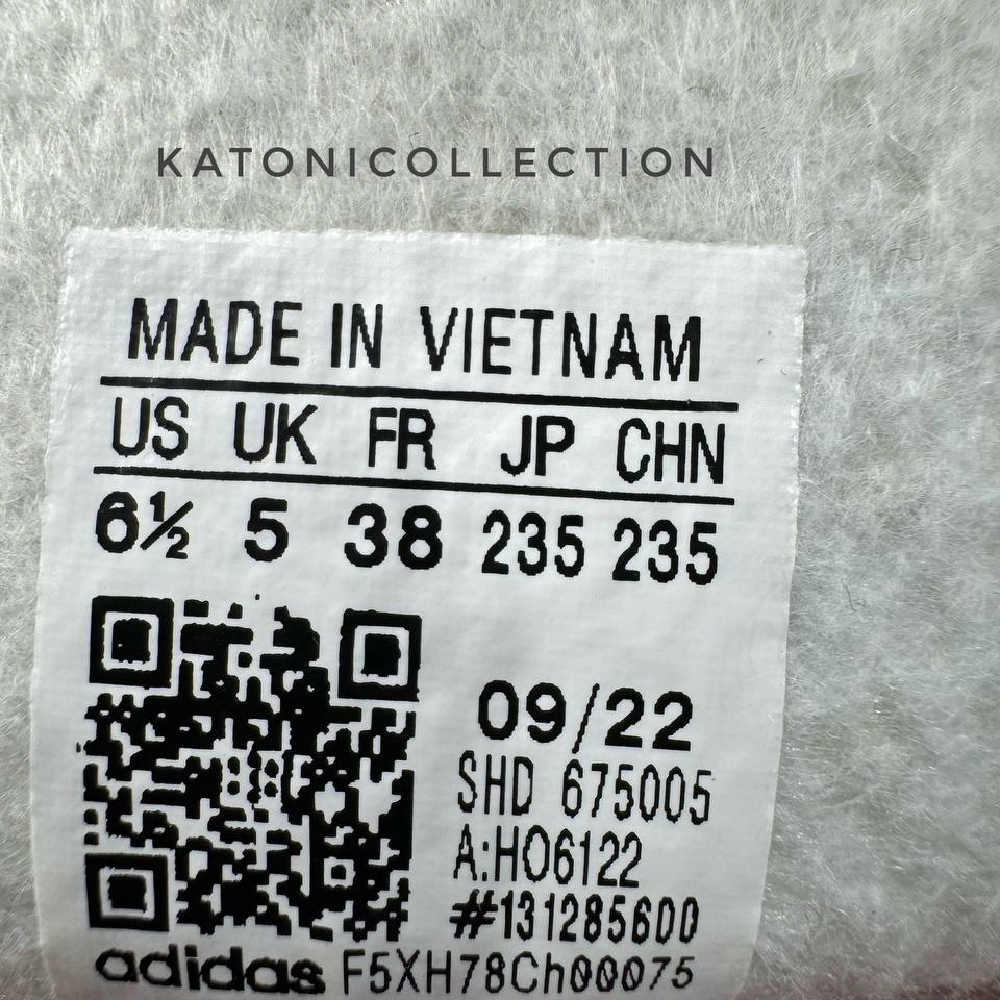 KATONICOLLECTION
MADE IN VIETNAM
US UK FR JP CHN
6½ 5 38 235 235
09/22
SHD 675005
A:HO6122
#131285600
adidas F5XH78Ch00075